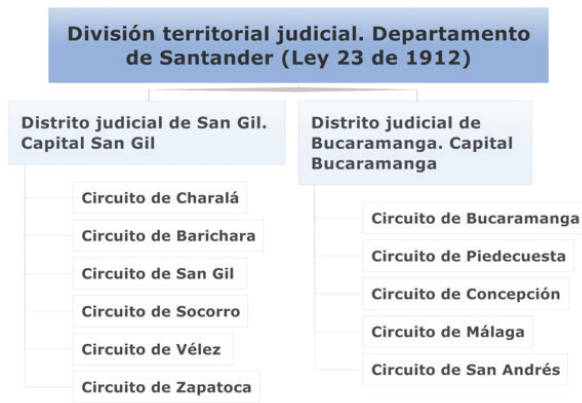 División territorial judicial. Departamento
de Santander (Ley 23 de 1912)
Distrito judicial de San Gil.
Capital San Gil
Circuito de Charalá
Circuito de Barichara
Circuito de San Gil
Circuito de Socorro
Circuito de Vélez
Circuito de Zapatoca
Distrito judicial de
Bucaramanga. Capital
Bucaramanga
Circuito de Bucaramanga
Circuito de Piedecuesta
Circuito de Concepción
Circuito de Málaga
Circuito de San Andrés